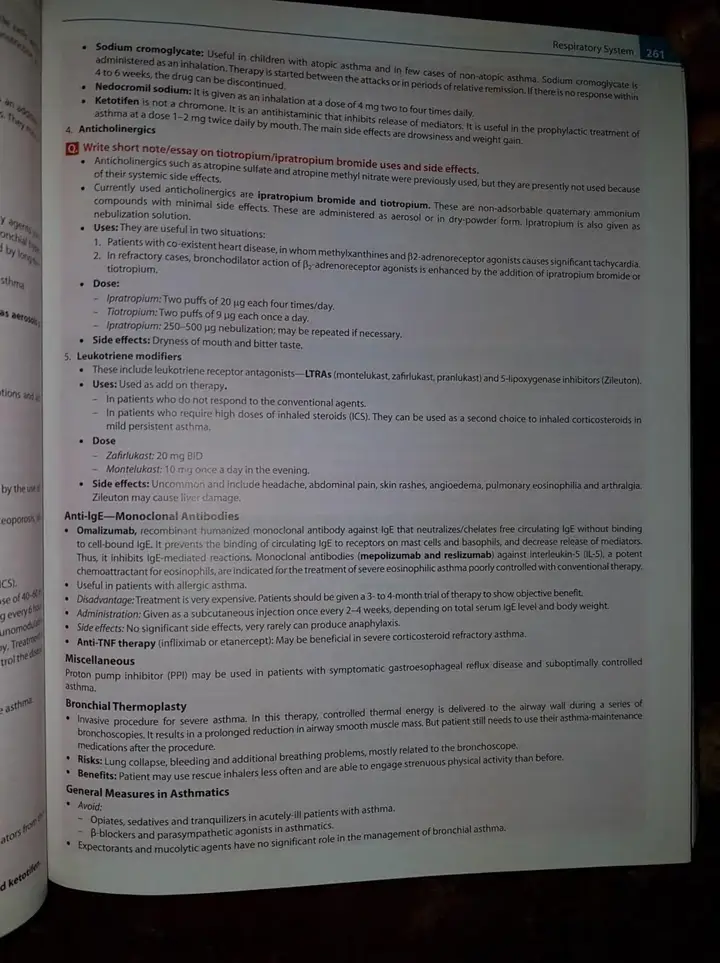 Respiratory System 261
• Sodium cromoglycate: Useful in children with atopic asthma and in few cases of non-atopic asthma. Sodium cromoglycate is
administered as an inhalation. Therapy is started between the attacks or in periods of relative remission. If there is no response within
4 to 6 weeks, the drug can be discontinued.
• Nedocromil sodium: It is given as an inhalation at a dose of 4 mg two to four times daily.
• Ketotifen is not a chromone. It is an antihistaminic that inhibits release of mediators. It is useful in the prophylactic treatment of
asthma at a dose 1–2 mg twice daily by mouth. The main side effects are drowsiness and weight gain.
4. Anticholinergics
Q. Write short note/essay on tiotropium/ipratropium bromide uses and side effects.
• Anticholinergics such as atropine sulfate and atropine methyl nitrate were previously used, but they are presently not used because
of their systemic side effects.
• Currently used anticholinergics are ipratropium bromide and tiotropium. These are non-adsorbable quaternary ammonium
compounds with minimal side effects. These are administered as aerosol or in dry-powder form. Ipratropium is also given as
nebulization solution.
• Uses: They are useful in two situations:
1. Patients with co-existent heart disease, in whom methylxanthines and β2-adrenoreceptor agonists causes significant tachycardia.
2. In refractory cases, bronchodilator action of β₂-adrenoreceptor agonists is enhanced by the addition of ipratropium bromide or
tiotropium.
• Dose:
– Ipratropium: Two puffs of 20 µg each four times/day.
– Tiotropium: Two puffs of 9 µg each once a day.
– Ipratropium: 250–500 µg nebulization; may be repeated if necessary.
• Side effects: Dryness of mouth and bitter taste.
5. Leukotriene modifiers
• These include leukotriene receptor antagonists—LTRAs (montelukast, zafirlukast, pranlukast) and 5-lipoxygenase inhibitors (Zileuton).
• Uses: Used as add on therapy.
– In patients who do not respond to the conventional agents.
– In patients who require high doses of inhaled steroids (ICS). They can be used as a second choice to inhaled corticosteroids in
mild persistent asthma.
• Dose
– Zafirlukast: 20 mg BID
– Montelukast: 10 mg once a day in the evening.
• Side effects: Uncommon and include headache, abdominal pain, skin rashes, angioedema, pulmonary eosinophilia and arthralgia.
Zileuton may cause liver damage.
Anti-IgE—Monoclonal Antibodies
• Omalizumab, recombinant humanized monoclonal antibody against IgE that neutralizes/chelates free circulating IgE without binding
to cell-bound IgE. It prevents the binding of circulating IgE to receptors on mast cells and basophils, and decrease release of mediators.
Thus, it inhibits IgE-mediated reactions. Monoclonal antibodies (mepolizumab and reslizumab) against interleukin-5 (IL-5), a potent
chemoattractant for eosinophils, are indicated for the treatment of severe eosinophilic asthma poorly controlled with conventional therapy.
• Useful in patients with allergic asthma.
• Disadvantage: Treatment is very expensive. Patients should be given a 3- to 4-month trial of therapy to show objective benefit.
• Administration: Given as a subcutaneous injection once every 2–4 weeks, depending on total serum IgE level and body weight.
• Side effects: No significant side effects, very rarely can produce anaphylaxis.
• Anti-TNF therapy (infliximab or etanercept): May be beneficial in severe corticosteroid refractory asthma.
Miscellaneous
Proton pump inhibitor (PPI) may be used in patients with symptomatic gastroesophageal reflux disease and suboptimally controlled
asthma.
Bronchial Thermoplasty
• Invasive procedure for severe asthma. In this therapy, controlled thermal energy is delivered to the airway wall during a series of
bronchoscopies. It results in a prolonged reduction in airway smooth muscle mass. But patient still needs to use their asthma-maintenance
medications after the procedure.
• Risks: Lung collapse, bleeding and additional breathing problems, mostly related to the bronchoscope.
• Benefits: Patient may use rescue inhalers less often and are able to engage strenuous physical activity than before.
General Measures in Asthmatics
• Avoid:
– Opiates, sedatives and tranquilizers in acutely-ill patients with asthma.
– β-blockers and parasympathetic agonists in asthmatics.
• Expectorants and mucolytic agents have no significant role in the management of bronchial asthma.